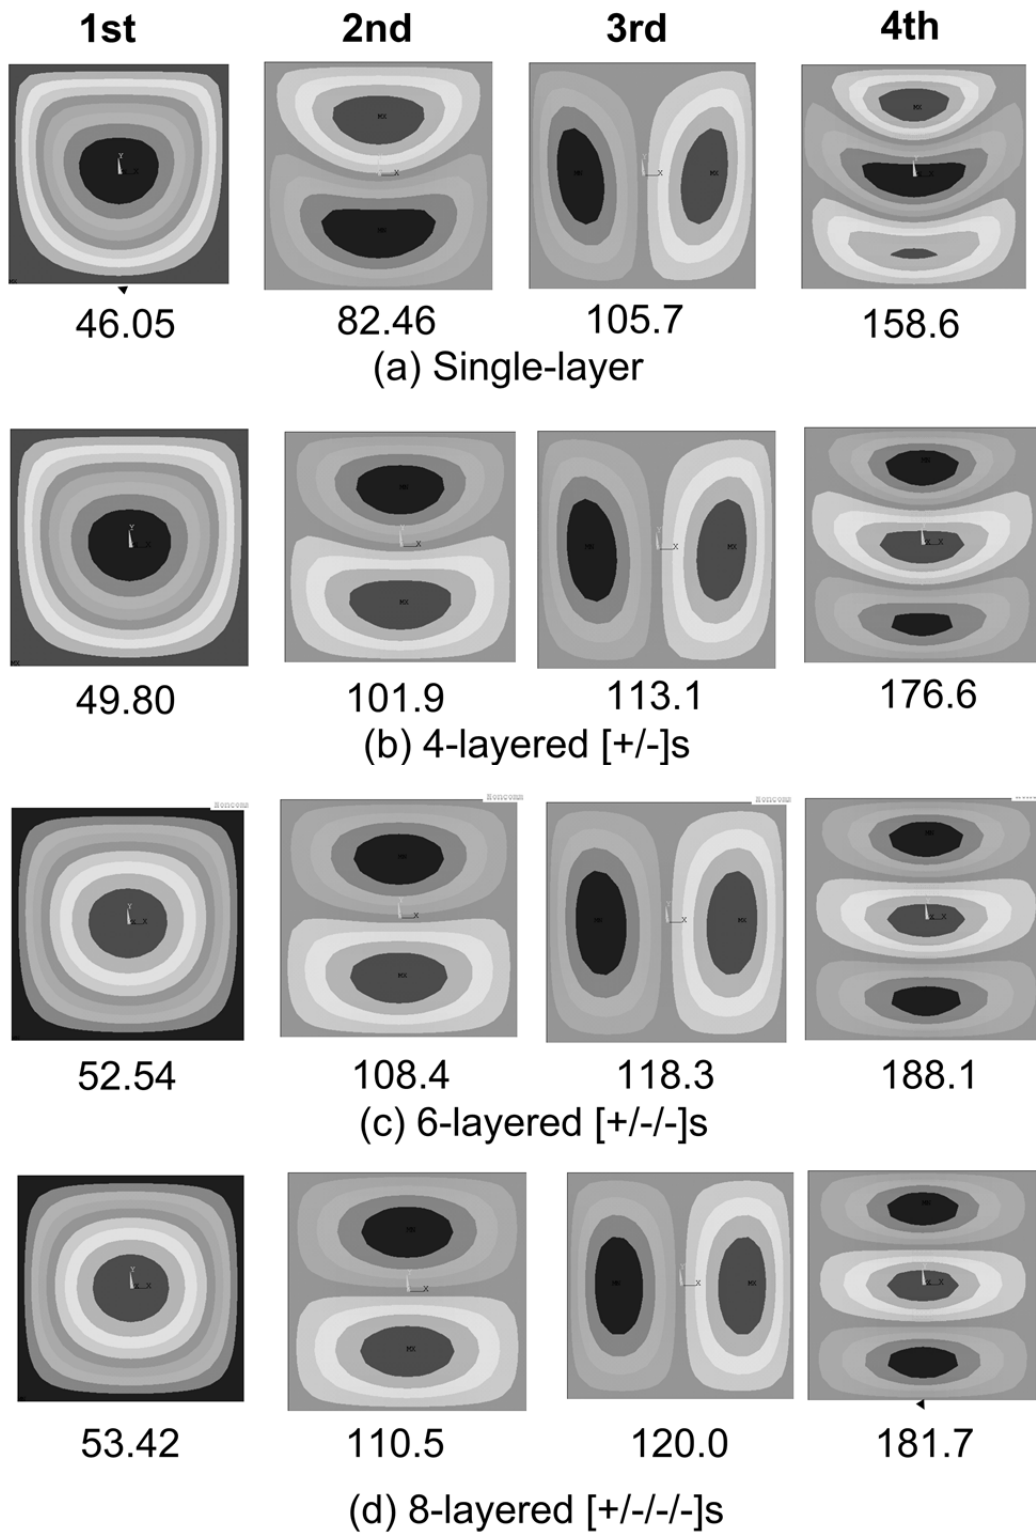 1st 2nd 3rd 4th
46.05 82.46 105.7 158.6
(a) Single-layer
49.80 101.9 113.1 176.6
(b) 4-layered [+/-]s
52.54 108.4 118.3 188.1
(c) 6-layered [+/-/-]s
53.42 110.5 120.0 181.7
(d) 8-layered [+/-/-/-]s